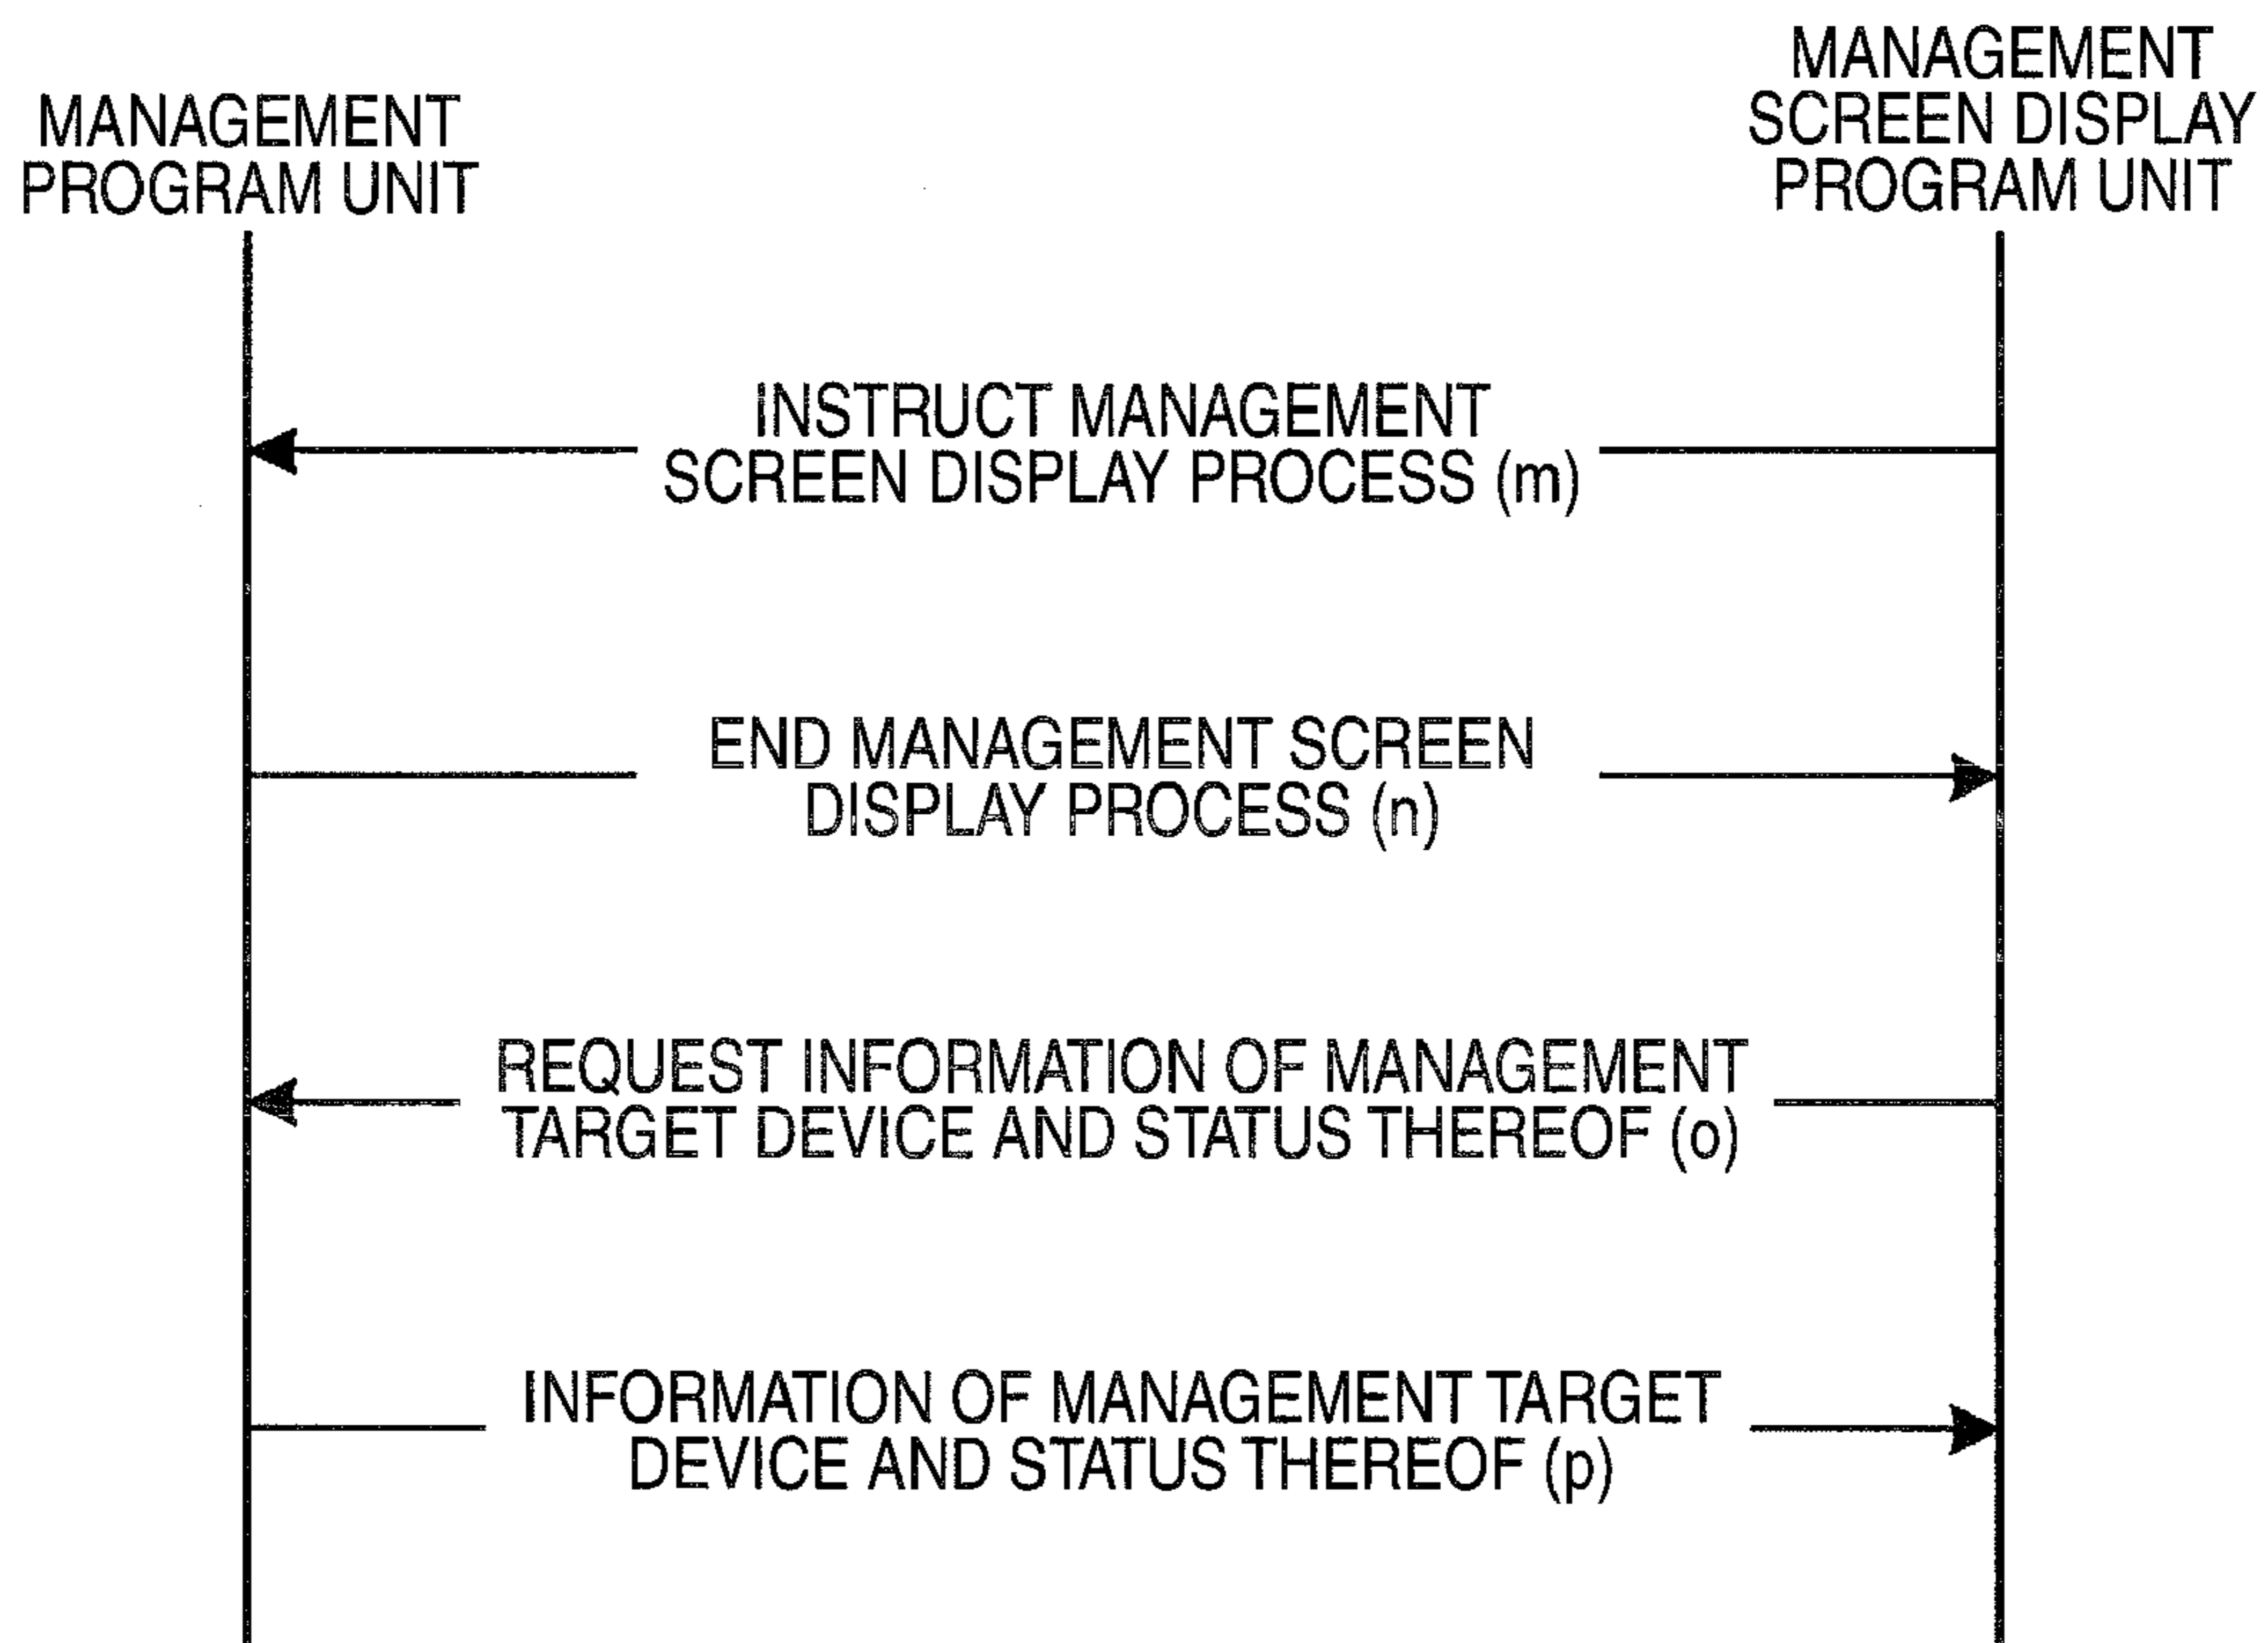 MANAGEMENT
PROGRAM UNIT
MANAGEMENT
SCREEN DISPLAY
PROGRAM UNIT
INSTRUCT MANAGEMENT
SCREEN DISPLAY PROCESS (m)
END MANAGEMENT SCREEN
DISPLAY PROCESS (n)
REQUEST INFORMATION OF MANAGEMENT
TARGET DEVICE AND STATUS THEREOF (o)
INFORMATION OF MANAGEMENT TARGET
DEVICE AND STATUS THEREOF (p)